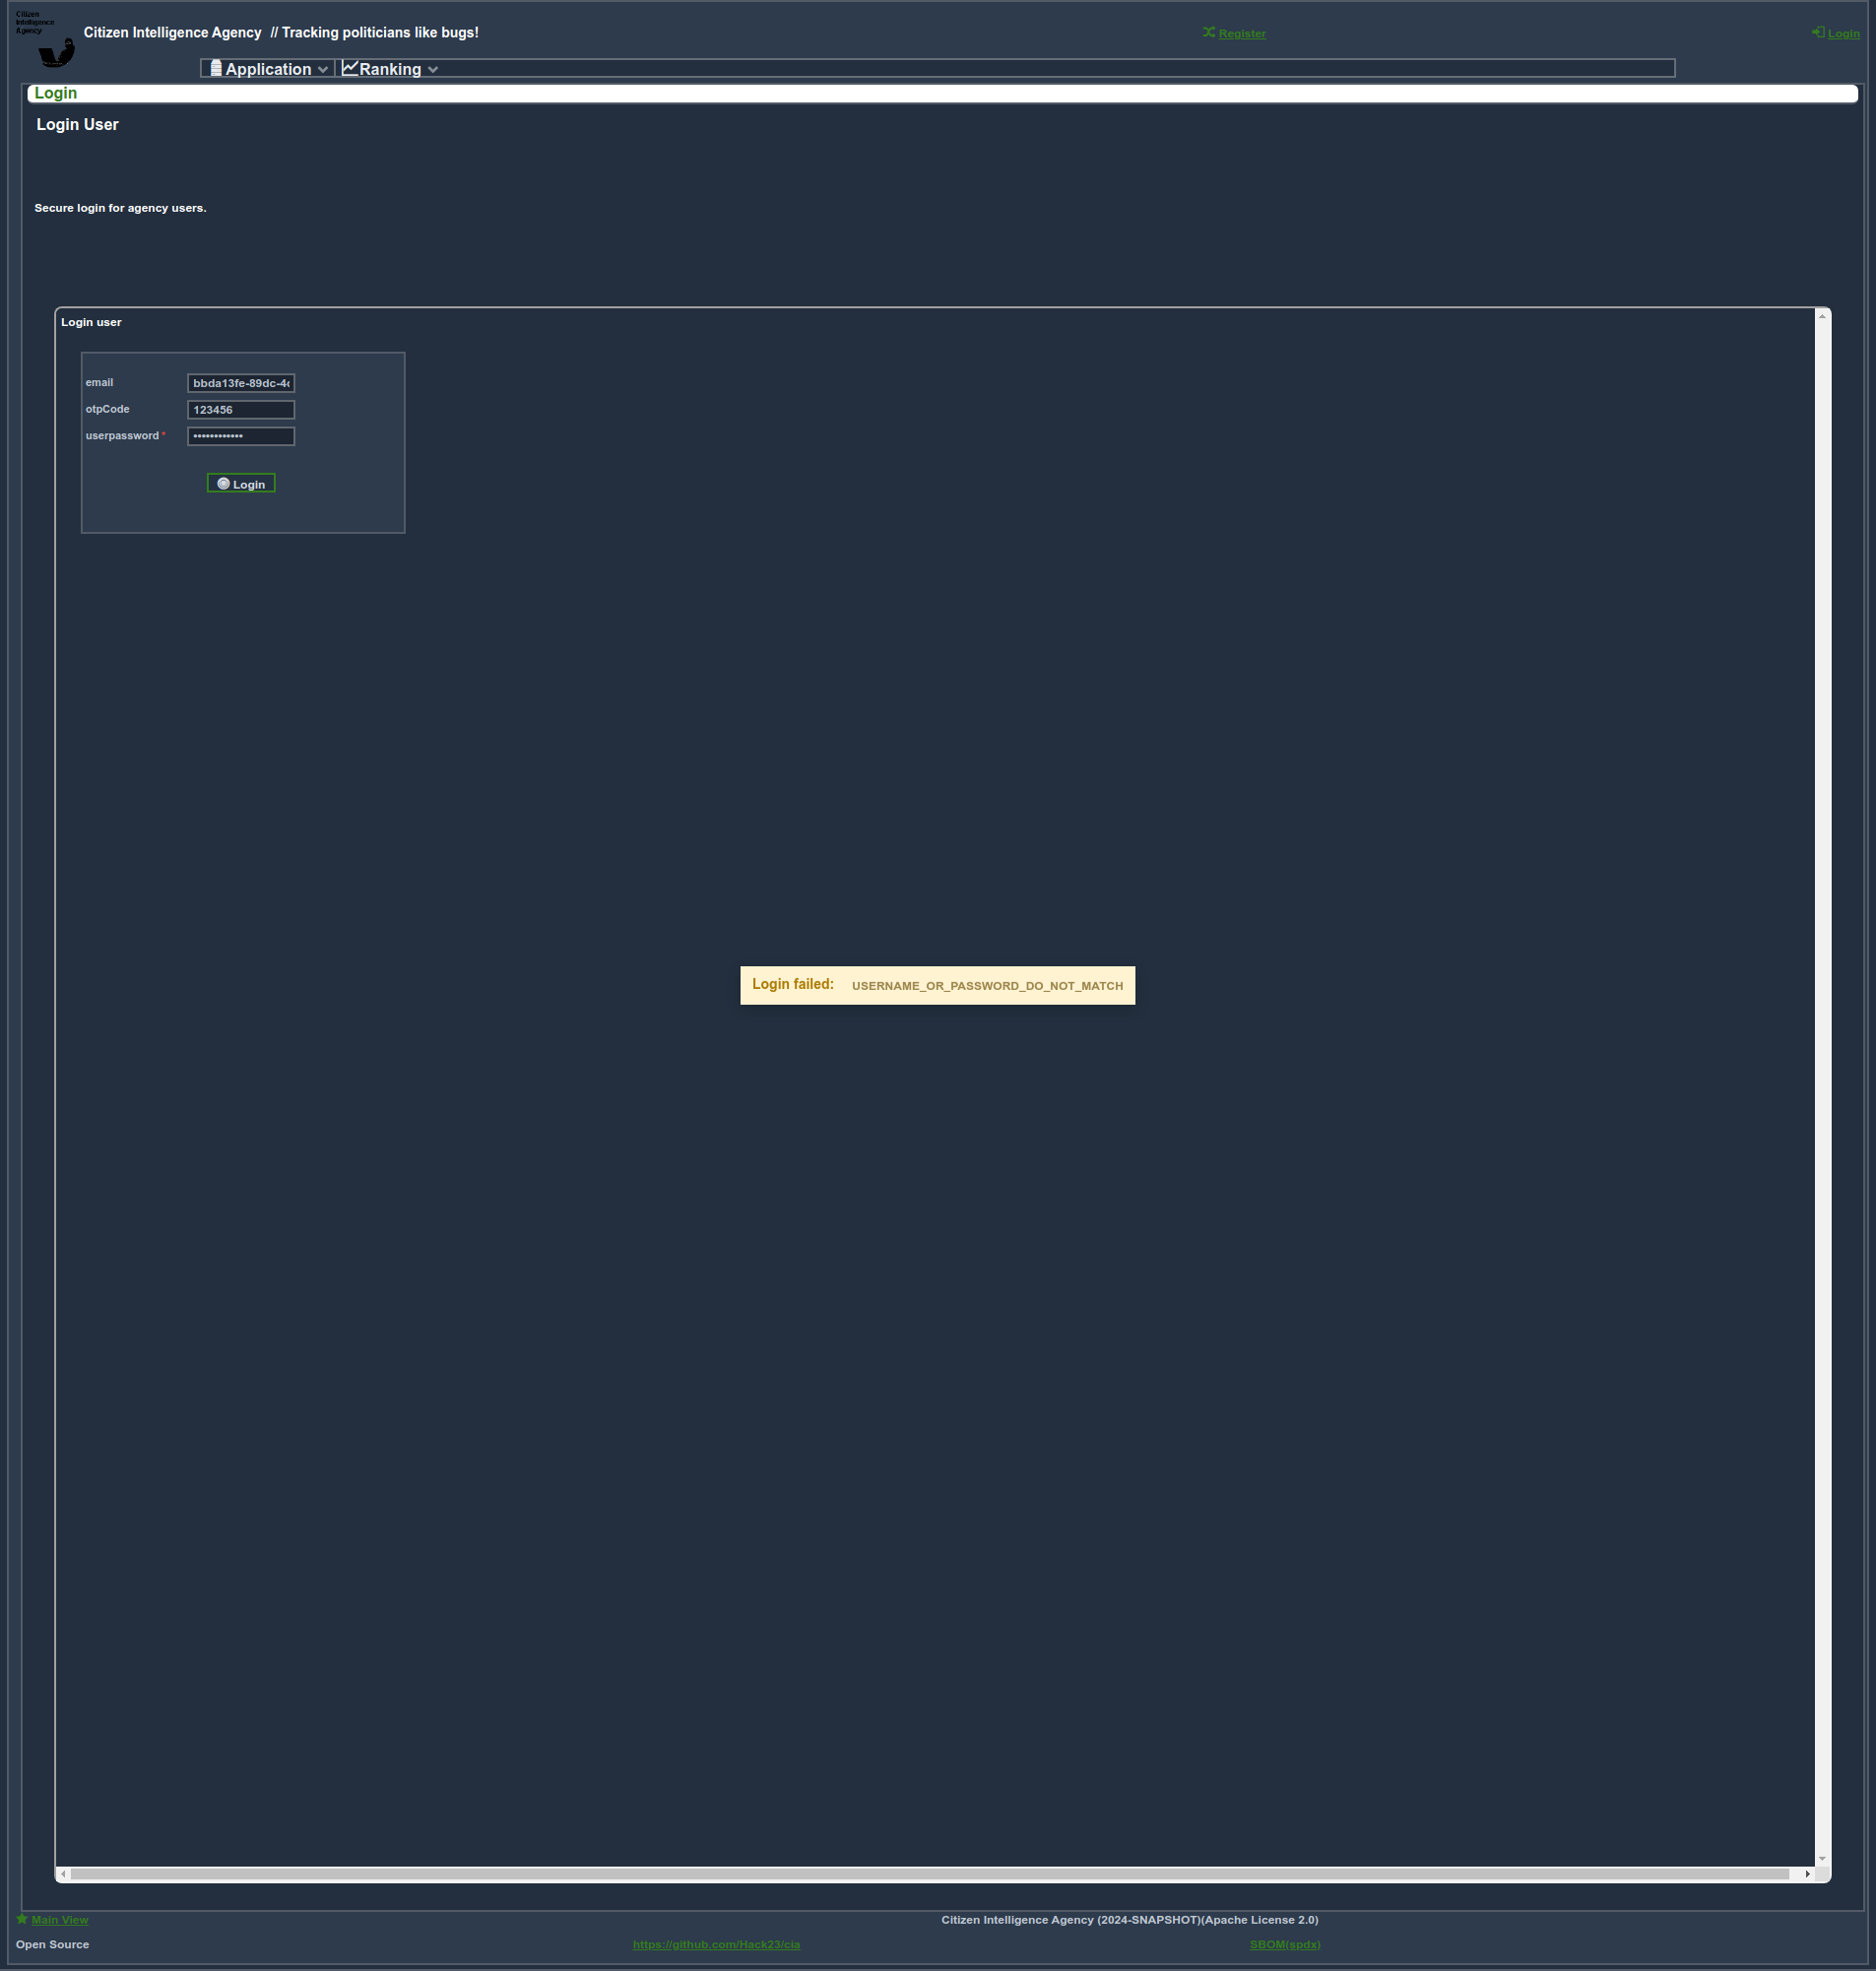 Citizen
Intelligence
Agency
Citizen Intelligence Agency // Tracking politicians like bugs!
Register
Login
Application
Ranking
Login
Login User
Secure login for agency users.
Login user
email bbda13fe-89dc-4
otpCode 123456
userpassword * ••••••••••••
Login
Login failed: USERNAME_OR_PASSWORD_DO_NOT_MATCH
Main View
Citizen Intelligence Agency (2024-SNAPSHOT)(Apache License 2.0)
Open Source
https://github.com/Hack23/cia
SBOM(spdx)